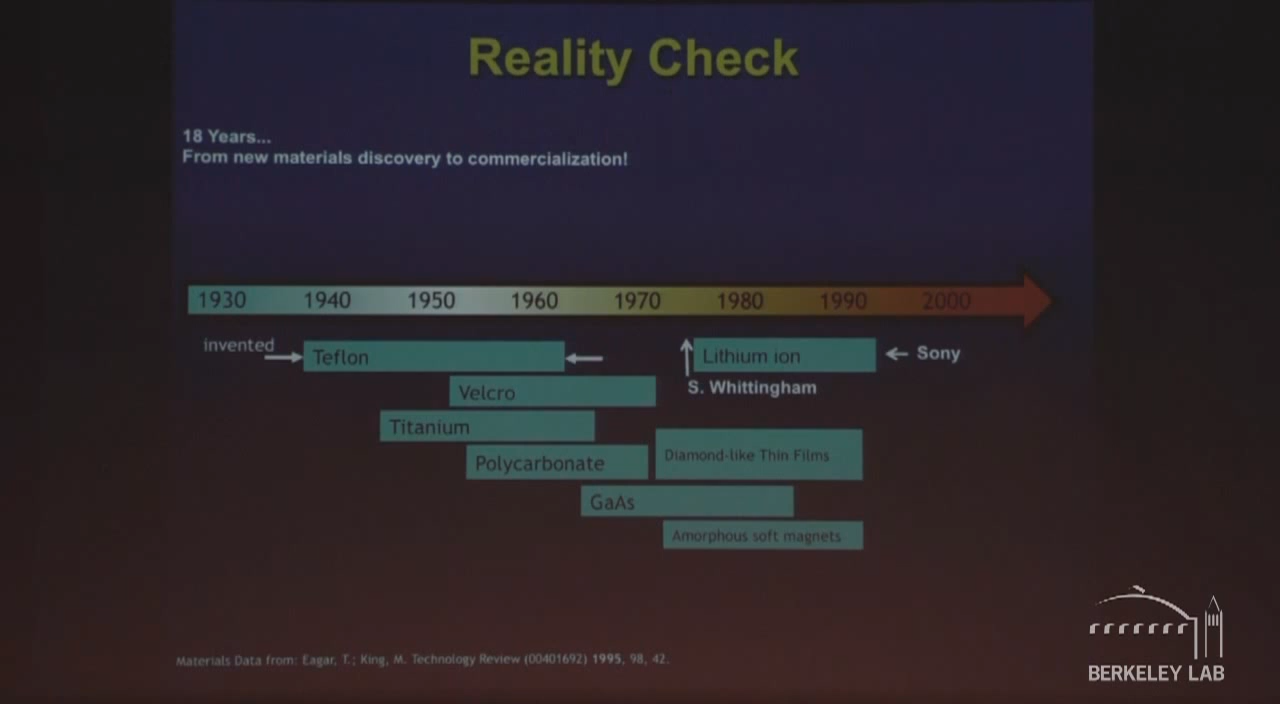 Reality Check
18 Years...
From new materials discovery to commercialization!
1930 1940 1950 1960 1970 1980 1990 2000
invented
Teflon
Lithium ion
Sony
S. Whittingham
Velcro
Titanium
Polycarbonate
Diamond-like Thin Films
GaAs
Amorphous soft magnets
Materials Data from: Eagar, T.; King, M. Technology Review (00401692) 1995, 98, 42.
BERKELEY LAB